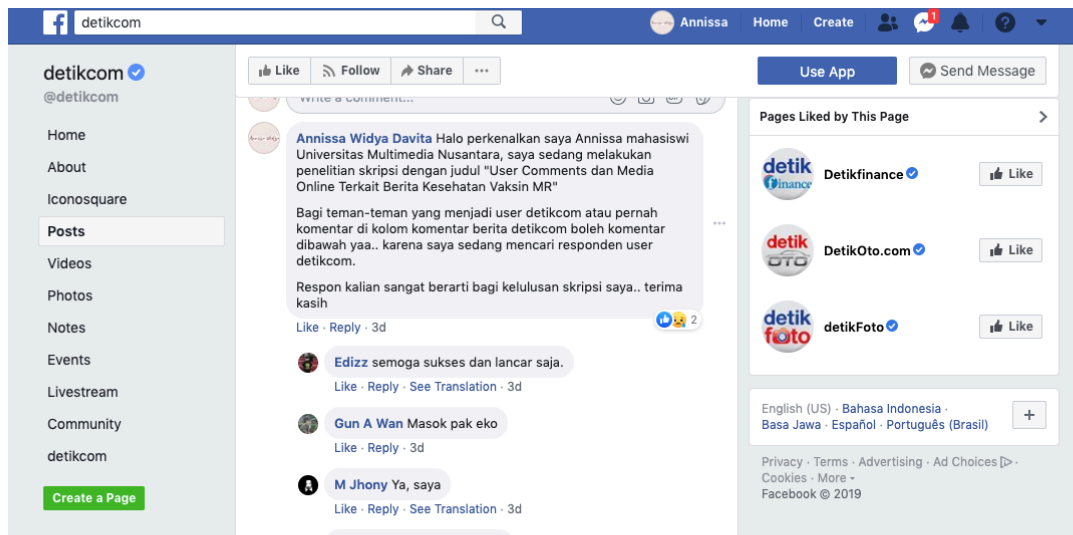 detikcom
Annissa Home Create 1
detikcom
@detikcom
Home
About
Iconosquare
Posts
Videos
Photos
Notes
Events
Livestream
Community
detikcom
Create a Page
Like Follow Share ...
Use App Send Message
Write a comment...
Annissa Widya Davita Halo perkenalkan saya Annissa mahasiswi
Universitas Multimedia Nusantara, saya sedang melakukan
penelitian skripsi dengan judul "User Comments dan Media
Online Terkait Berita Kesehatan Vaksin MR"
Bagi teman-teman yang menjadi user detikcom atau pernah
komentar di kolom komentar berita detikcom boleh komentar
dibawah yaa.. karena saya sedang mencari responden user
detikcom.
Respon kalian sangat berarti bagi kelulusan skripsi saya.. terima
kasih
2
Like · Reply · 3d
Edizz semoga sukses dan lancar saja.
Like · Reply · See Translation · 3d
Gun A Wan Masok pak eko
Like · Reply · 3d
M Jhony Ya, saya
Like · Reply · See Translation · 3d
Pages Liked by This Page
detik
finance
Detikfinance
Like
detik
OTO
DetikOto.com
Like
detik
foto
detikFoto
Like
English (US) · Bahasa Indonesia ·
Basa Jawa · Español · Português (Brasil)
Privacy · Terms · Advertising · Ad Choices ·
Cookies · More
Facebook © 2019